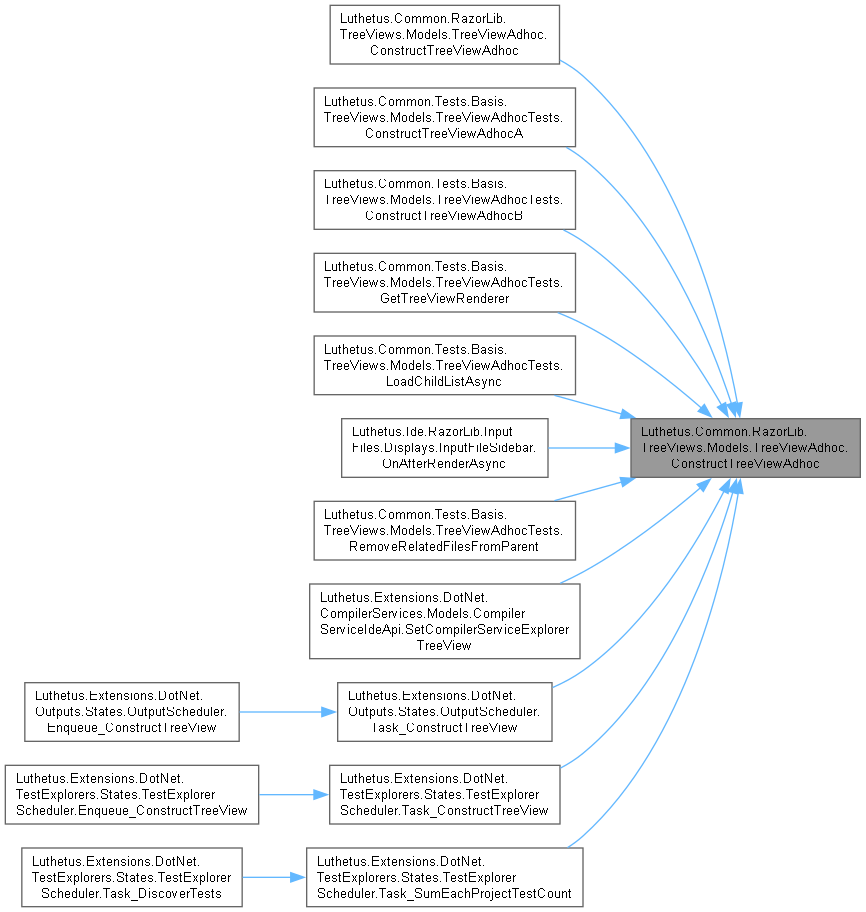 Luthetus.Common.RazorLib.
TreeViews.Models.TreeViewAdhoc.
ConstructTreeViewAdhoc
Luthetus.Common.Tests.Basis.
TreeViews.Models.TreeViewAdhocTests.
ConstructTreeViewAdhocA
Luthetus.Common.Tests.Basis.
TreeViews.Models.TreeViewAdhocTests.
ConstructTreeViewAdhocB
Luthetus.Common.Tests.Basis.
TreeViews.Models.TreeViewAdhocTests.
GetTreeViewRenderer
Luthetus.Common.Tests.Basis.
TreeViews.Models.TreeViewAdhocTests.
LoadChildListAsync
Luthetus.Ide.RazorLib.Input
Files.Displays.InputFileSidebar.
OnAfterRenderAsync
Luthetus.Common.RazorLib.
TreeViews.Models.TreeViewAdhoc.
ConstructTreeViewAdhoc
Luthetus.Common.Tests.Basis.
TreeViews.Models.TreeViewAdhocTests.
RemoveRelatedFilesFromParent
Luthetus.Extensions.DotNet.
CompilerServices.Models.Compiler
ServiceIdeApi.SetCompilerServiceExplorer
TreeView
Luthetus.Extensions.DotNet.
Outputs.States.OutputScheduler.
Enqueue_ConstructTreeView
Luthetus.Extensions.DotNet.
Outputs.States.OutputScheduler.
Task_ConstructTreeView
Luthetus.Extensions.DotNet.
TestExplorers.States.TestExplorer
Scheduler.Enqueue_ConstructTreeView
Luthetus.Extensions.DotNet.
TestExplorers.States.TestExplorer
Scheduler.Task_ConstructTreeView
Luthetus.Extensions.DotNet.
TestExplorers.States.TestExplorer
Scheduler.Task_DiscoverTests
Luthetus.Extensions.DotNet.
TestExplorers.States.TestExplorer
Scheduler.Task_SumEachProjectTestCount